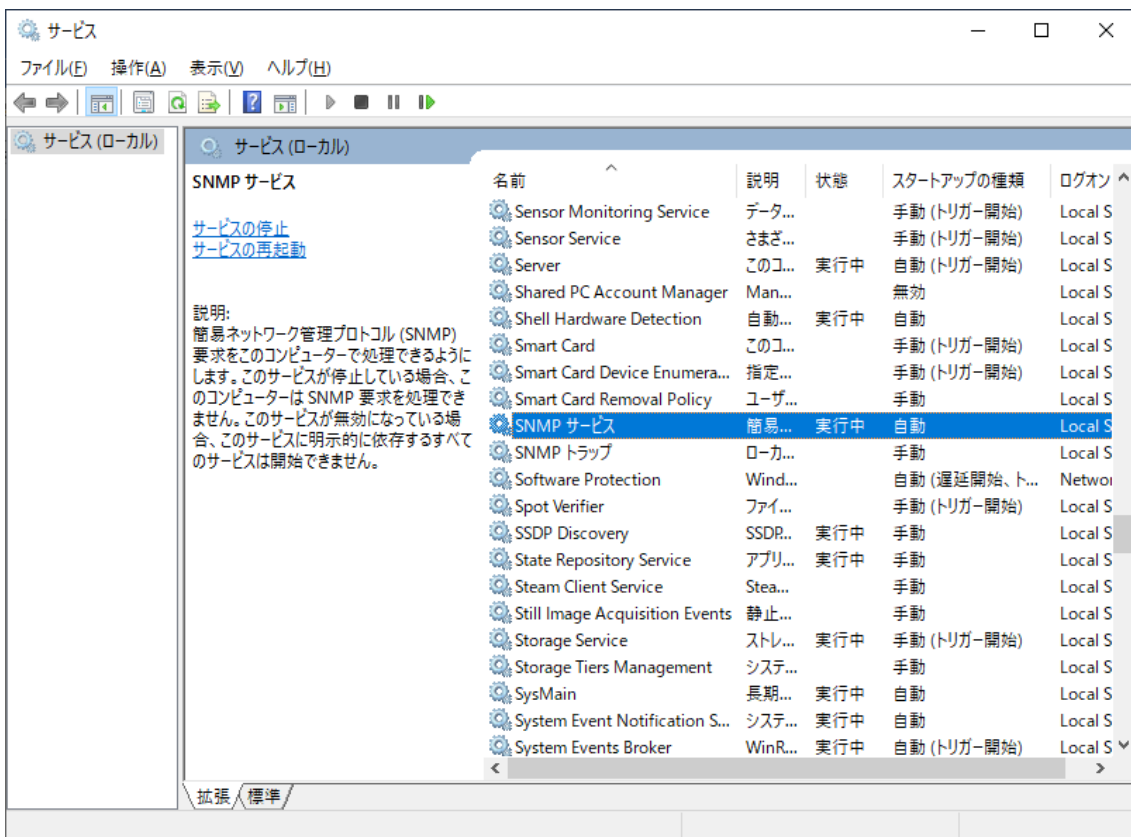 サービス
ファイル(F) 操作(A) 表示(V) ヘルプ(H)
サービス (ローカル)
サービス (ローカル)
SNMP サービス
サービスの停止
サービスの再起動
説明:
簡易ネットワーク管理プロトコル (SNMP)
要求をこのコンピューターで処理できるように
します。このサービスが停止している場合、こ
のコンピューターは SNMP 要求を処理でき
ません。このサービスが無効になっている場
合、このサービスに明示的に依存するすべて
のサービスは開始できません。
名前 説明 状態 スタートアップの種類 ログオン
Sensor Monitoring Service データ... 手動 (トリガー開始) Local S
Sensor Service さまざ... 手動 (トリガー開始) Local S
Server このコ... 実行中 自動 (トリガー開始) Local S
Shared PC Account Manager Man... 無効 Local S
Shell Hardware Detection 自動... 実行中 自動 Local S
Smart Card このコ... 手動 (トリガー開始) Local S
Smart Card Device Enumera... 指定... 手動 (トリガー開始) Local S
Smart Card Removal Policy ユーザ... 手動 Local S
SNMP サービス 簡易... 実行中 自動 Local S
SNMP トラップ ローカ... 手動 Local S
Software Protection Wind... 自動 (遅延開始、ト... Networ
Spot Verifier ファイ... 手動 (トリガー開始) Local S
SSDP Discovery SSDP... 実行中 手動 Local S
State Repository Service アプリ... 実行中 手動 Local S
Steam Client Service Stea... 手動 Local S
Still Image Acquisition Events 静止... 手動 Local S
Storage Service ストレ... 実行中 手動 (トリガー開始) Local S
Storage Tiers Management システ... 手動 Local S
SysMain 長期... 実行中 自動 Local S
System Event Notification S... システ... 実行中 自動 Local S
System Events Broker WinR... 実行中 自動 (トリガー開始) Local S
拡張 標準